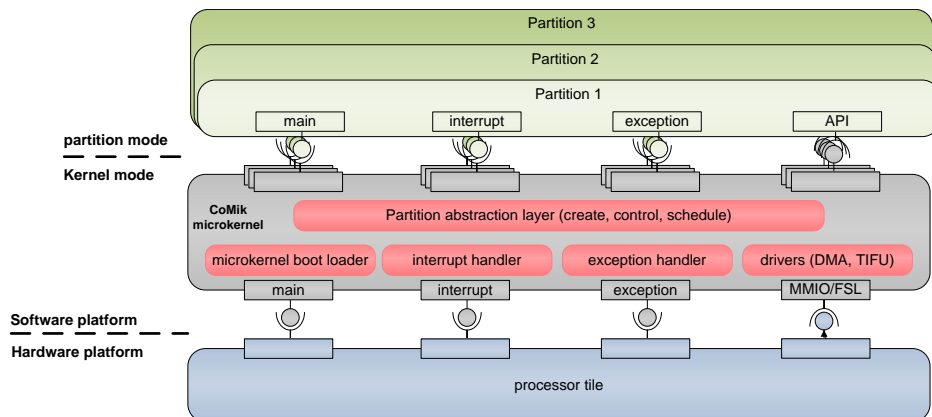 Partition 3
Partition 2
Partition 1
main
interrupt
exception
API
partition mode
Kernel mode
CoMik
microkernel
Partition abstraction layer (create, control, schedule)
microkernel boot loader
interrupt handler
exception handler
drivers (DMA, TIFU)
main
interrupt
exception
MMIO/FSL
Software platform
Hardware platform
processor tile